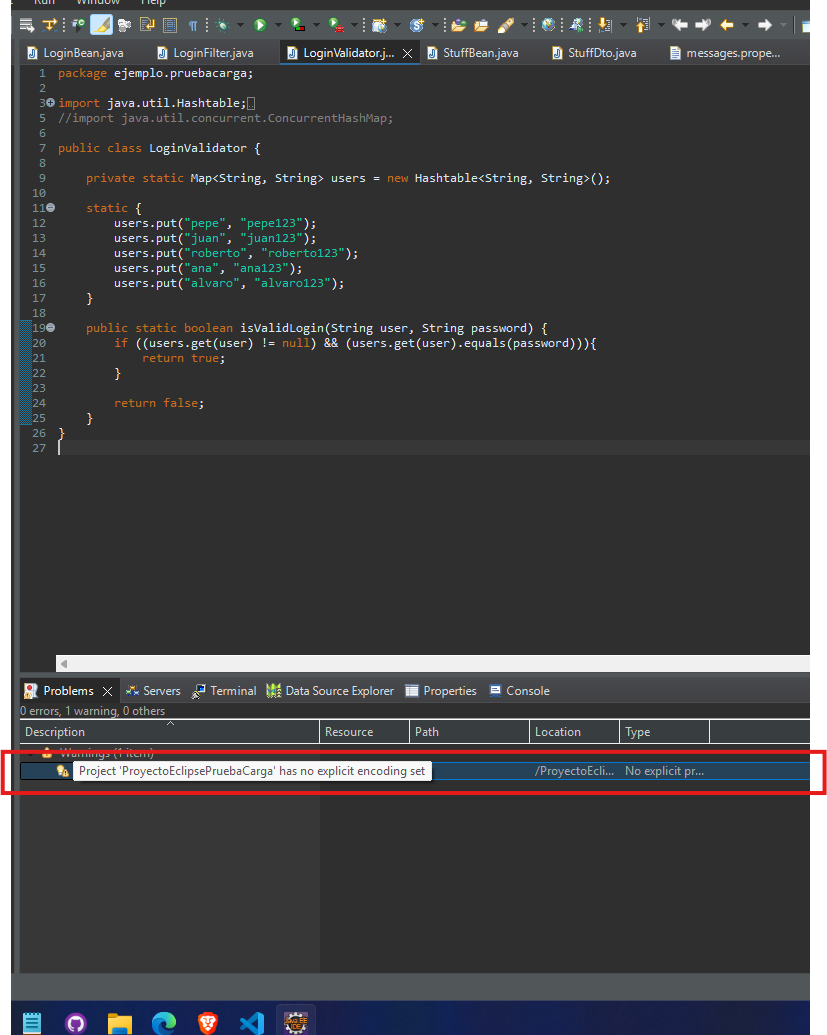 Run Window Help
LoginBean.java LoginFilter.java LoginValidator.j... StuffBean.java StuffDto.java messages.prope...
1 package ejemplo.pruebacarga;
2
3 import java.util.Hashtable;
5 //import java.util.concurrent.ConcurrentHashMap;
6
7 public class LoginValidator {
8
9 private static Map<String, String> users = new Hashtable<String, String>();
10
11 static {
12 users.put("pepe", "pepe123");
13 users.put("juan", "juan123");
14 users.put("roberto", "roberto123");
15 users.put("ana", "ana123");
16 users.put("alvaro", "alvaro123");
17 }
18
19 public static boolean isValidLogin(String user, String password) {
20 if ((users.get(user) != null) && (users.get(user).equals(password))){
21 return true;
22 }
23
24 return false;
25 }
26 }
27
Problems Servers Terminal Data Source Explorer Properties Console
0 errors, 1 warning, 0 others
Description Resource Path Location Type
Warnings (1 item)
Project 'ProyectoEclipsePruebaCarga' has no explicit encoding set /ProyectoEcli... No explicit pr...